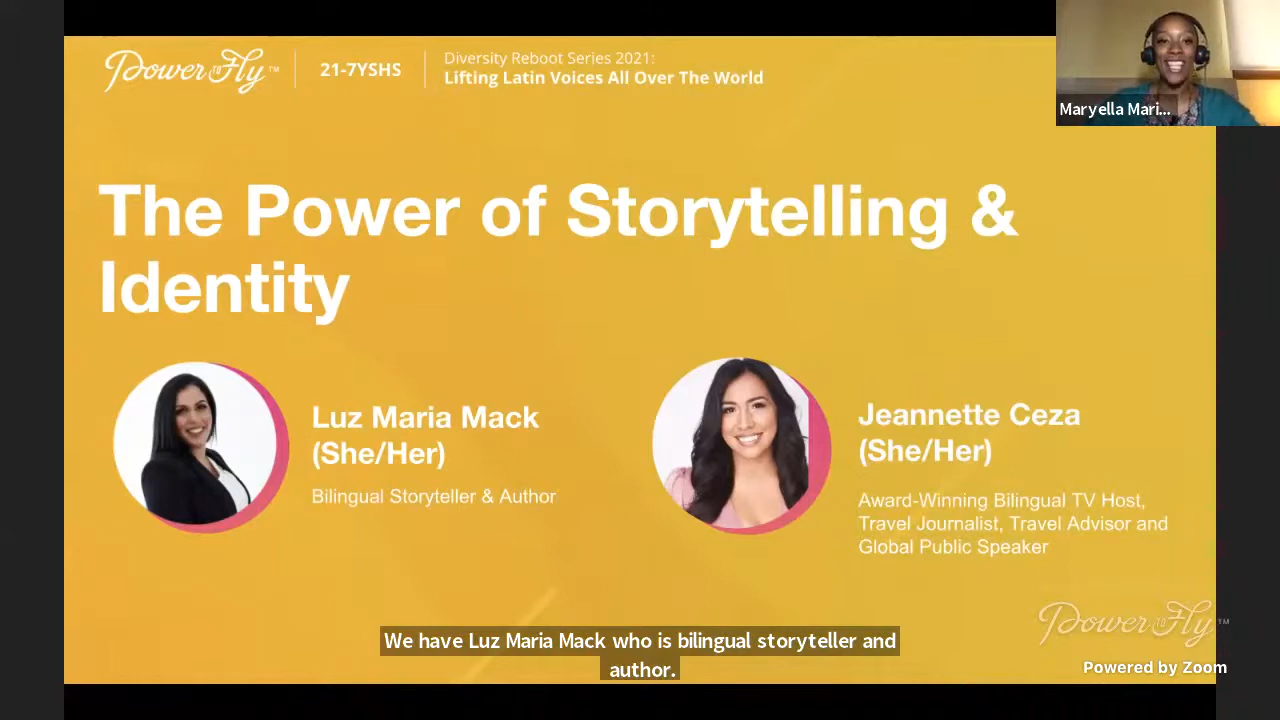 PowerToFly™
21-7YSHS
Diversity Reboot Series 2021:
Lifting Latin Voices All Over The World
Maryella Mari...
The Power of Storytelling &
Identity
Luz Maria Mack
(She/Her)
Bilingual Storyteller & Author
Jeannette Ceza
(She/Her)
Award-Winning Bilingual TV Host,
Travel Journalist, Travel Advisor and
Global Public Speaker
PowerToFly™
We have Luz Maria Mack who is bilingual storyteller and
author.
Powered by Zoom